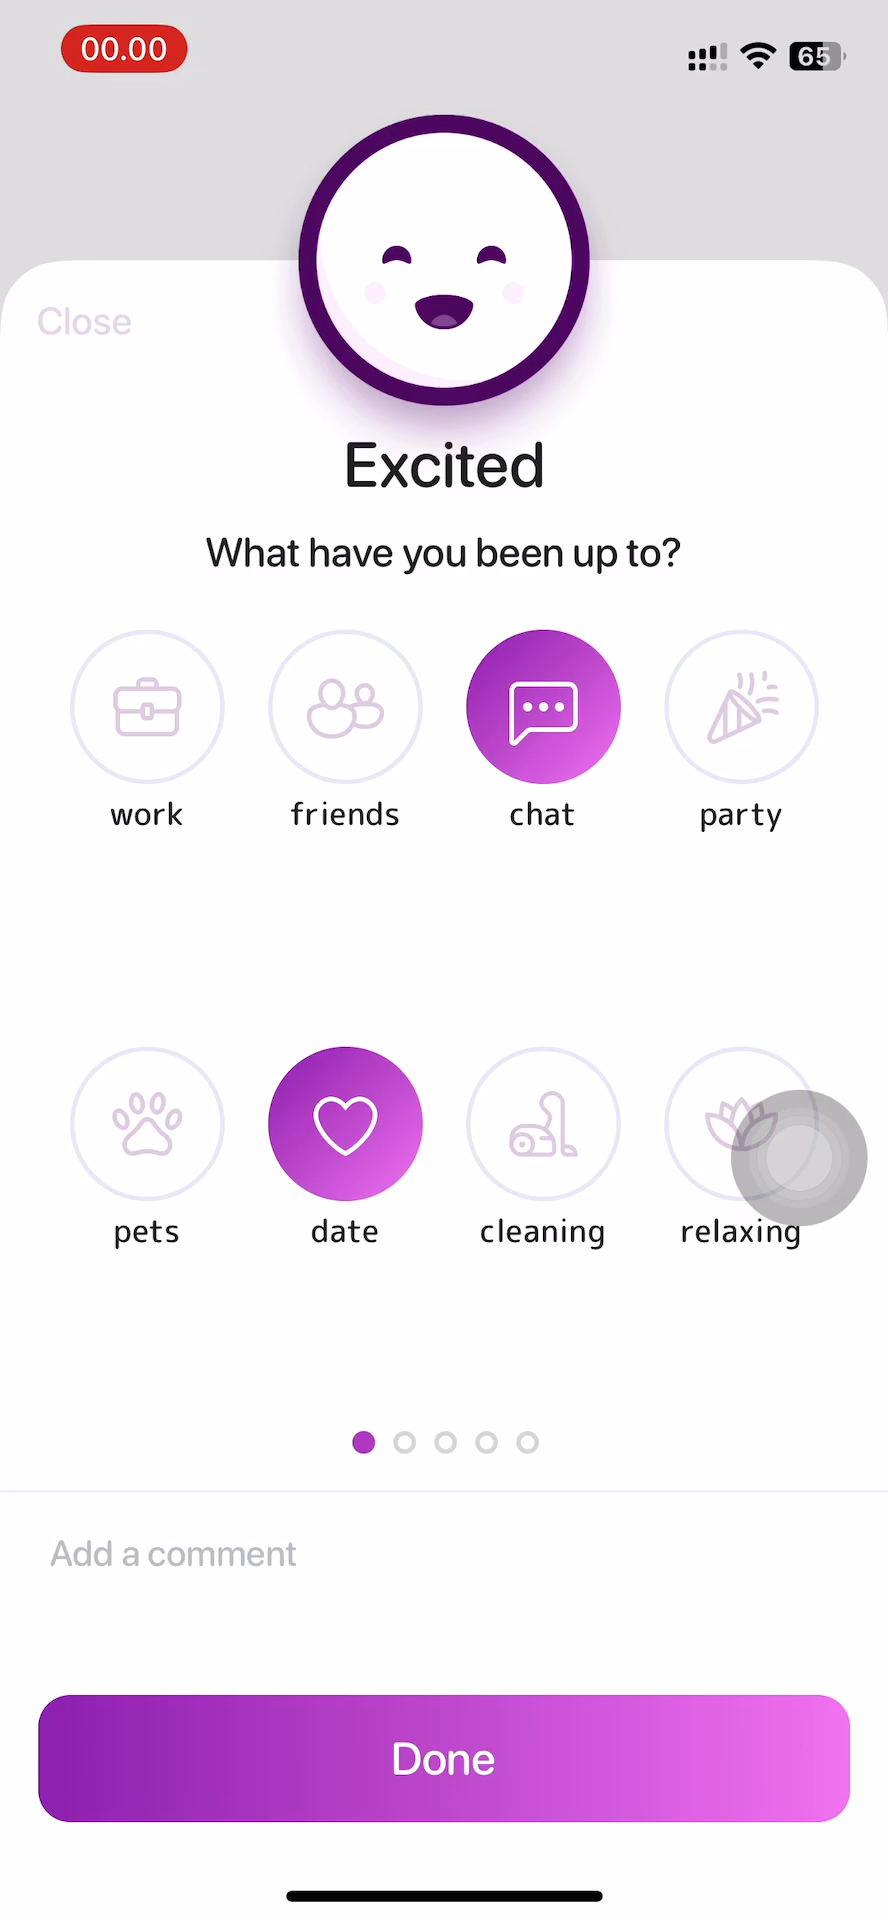 00.00
65
Close
Excited
What have you been up to?
work friends chat party
pets date cleaning relaxing
Add a comment
Done